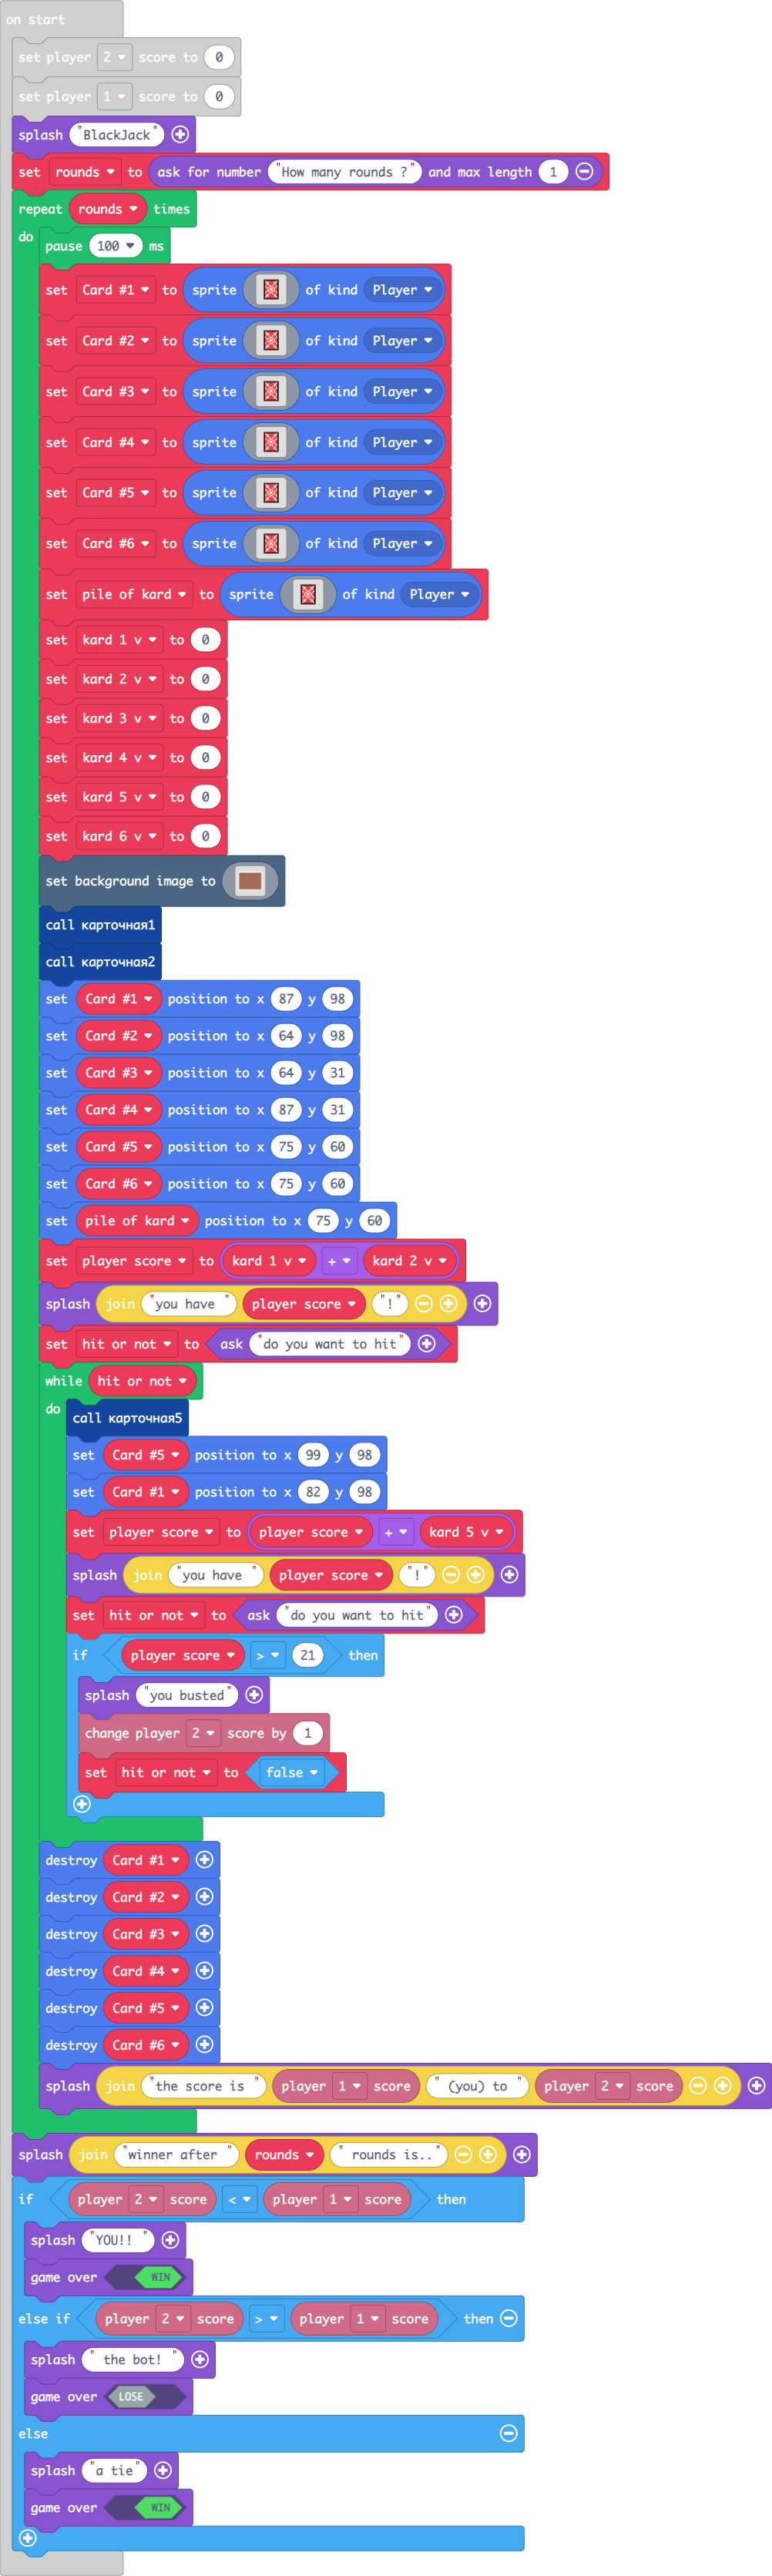 on start
set player 2 score to 0
set player 1 score to 0
splash "BlackJack"
set rounds to ask for number "How many rounds ?" and max length 1
repeat rounds times
do
pause 100 ms
set Card #1 to sprite of kind Player
set Card #2 to sprite of kind Player
set Card #3 to sprite of kind Player
set Card #4 to sprite of kind Player
set Card #5 to sprite of kind Player
set Card #6 to sprite of kind Player
set pile of kard to sprite of kind Player
set kard 1 v to 0
set kard 2 v to 0
set kard 3 v to 0
set kard 4 v to 0
set kard 5 v to 0
set kard 6 v to 0
set background image to
call карточная1
call карточная2
set Card #1 position to x 87 y 98
set Card #2 position to x 64 y 98
set Card #3 position to x 64 y 31
set Card #4 position to x 87 y 31
set Card #5 position to x 75 y 60
set Card #6 position to x 75 y 60
set pile of kard position to x 75 y 60
set player score to kard 1 v + kard 2 v
splash join "you have " player score "!"
set hit or not to ask "do you want to hit"
while hit or not
do
call карточная5
set Card #5 position to x 99 y 98
set Card #1 position to x 82 y 98
set player score to player score + kard 5 v
splash join "you have " player score "!"
set hit or not to ask "do you want to hit"
if player score > 21 then
splash "you busted"
change player 2 score by 1
set hit or not to false
destroy Card #1
destroy Card #2
destroy Card #3
destroy Card #4
destroy Card #5
destroy Card #6
splash join "the score is " player 1 score " (you) to " player 2 score
splash join "winner after " rounds " rounds is.."
if player 2 score < player 1 score then
splash "YOU!! "
game over WIN
else if player 2 score > player 1 score then
splash " the bot! "
game over LOSE
else
splash "a tie"
game over WIN